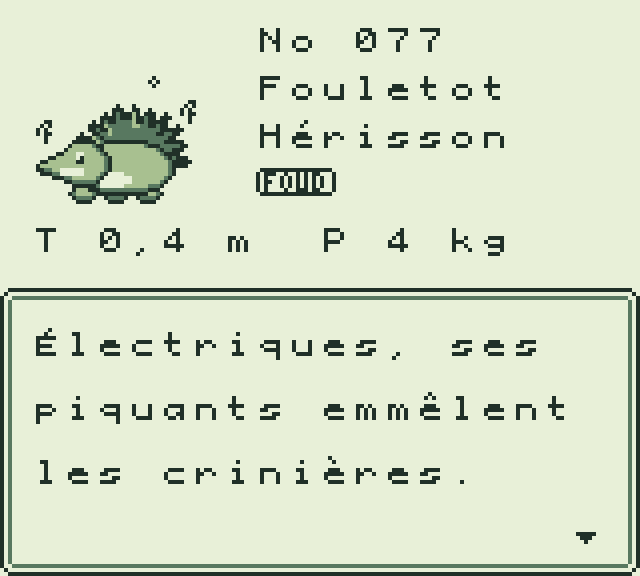 No 077
Fouletot
Hérisson
FOUD
T 0,4 m P 4 kg
Électriques, ses
piquants emmêlent
les crinières.